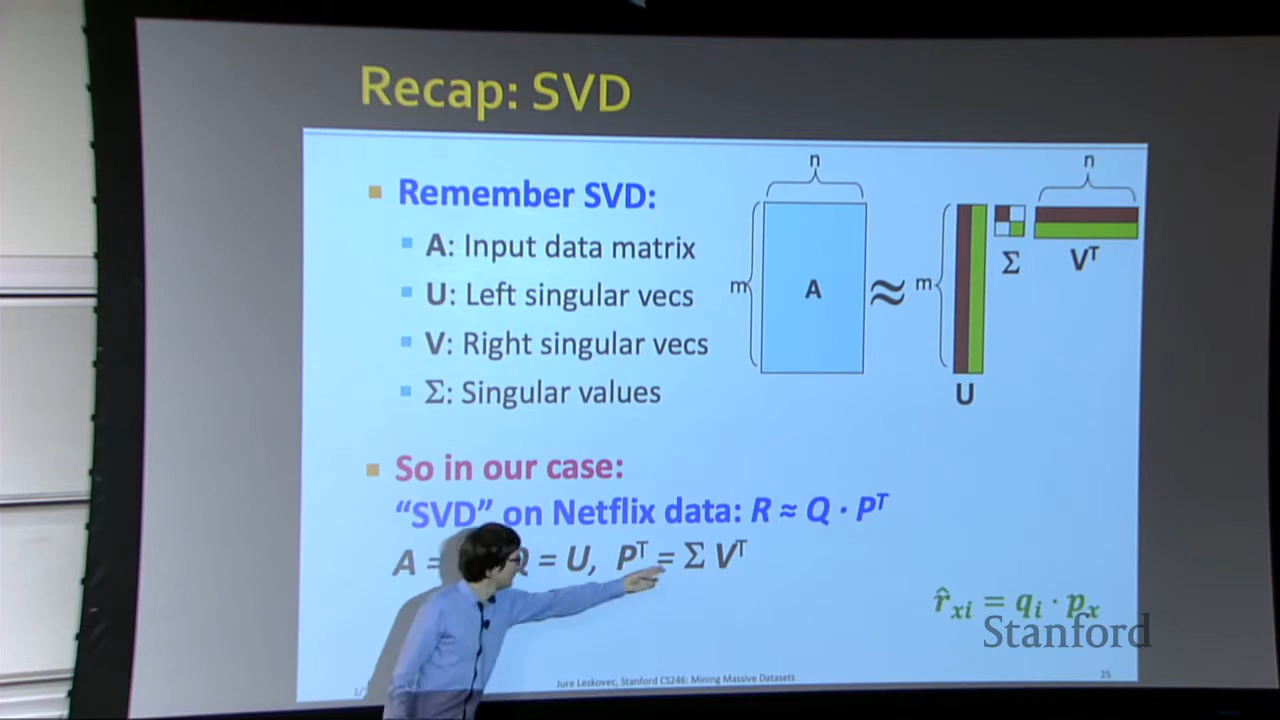 Recap: SVD
Remember SVD:
A: Input data matrix
U: Left singular vecs
V: Right singular vecs
Σ: Singular values
n
m
A
≈
m
U
Σ
n
Vᵀ
So in our case:
“SVD” on Netflix data: R ≈ Q · Pᵀ
A = Q = U, Pᵀ = Σ Vᵀ
r̂xi = qi · px
Stanford
Jure Leskovec, Stanford CS246: Mining Massive Datasets
25